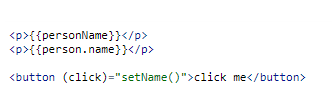 <p>{{personName}}</p>
<p>{{person.name}}</p>
<button (click)="setName()">click me</button>